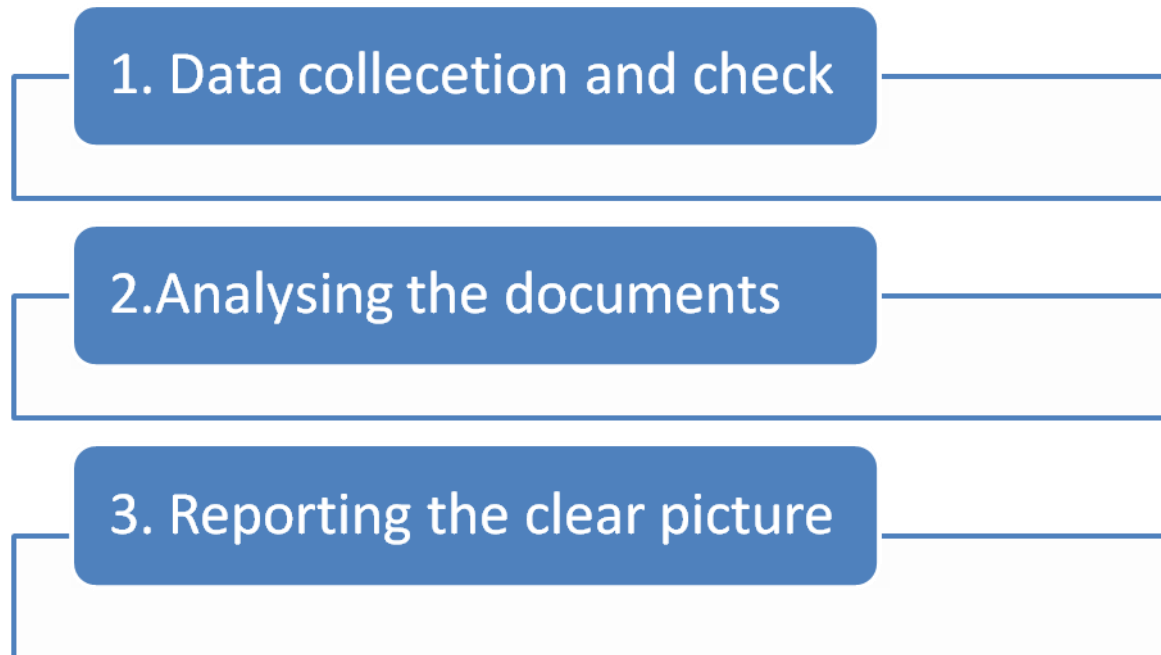 1. Data collecetion and check
2.Analysing the documents
3. Reporting the clear picture